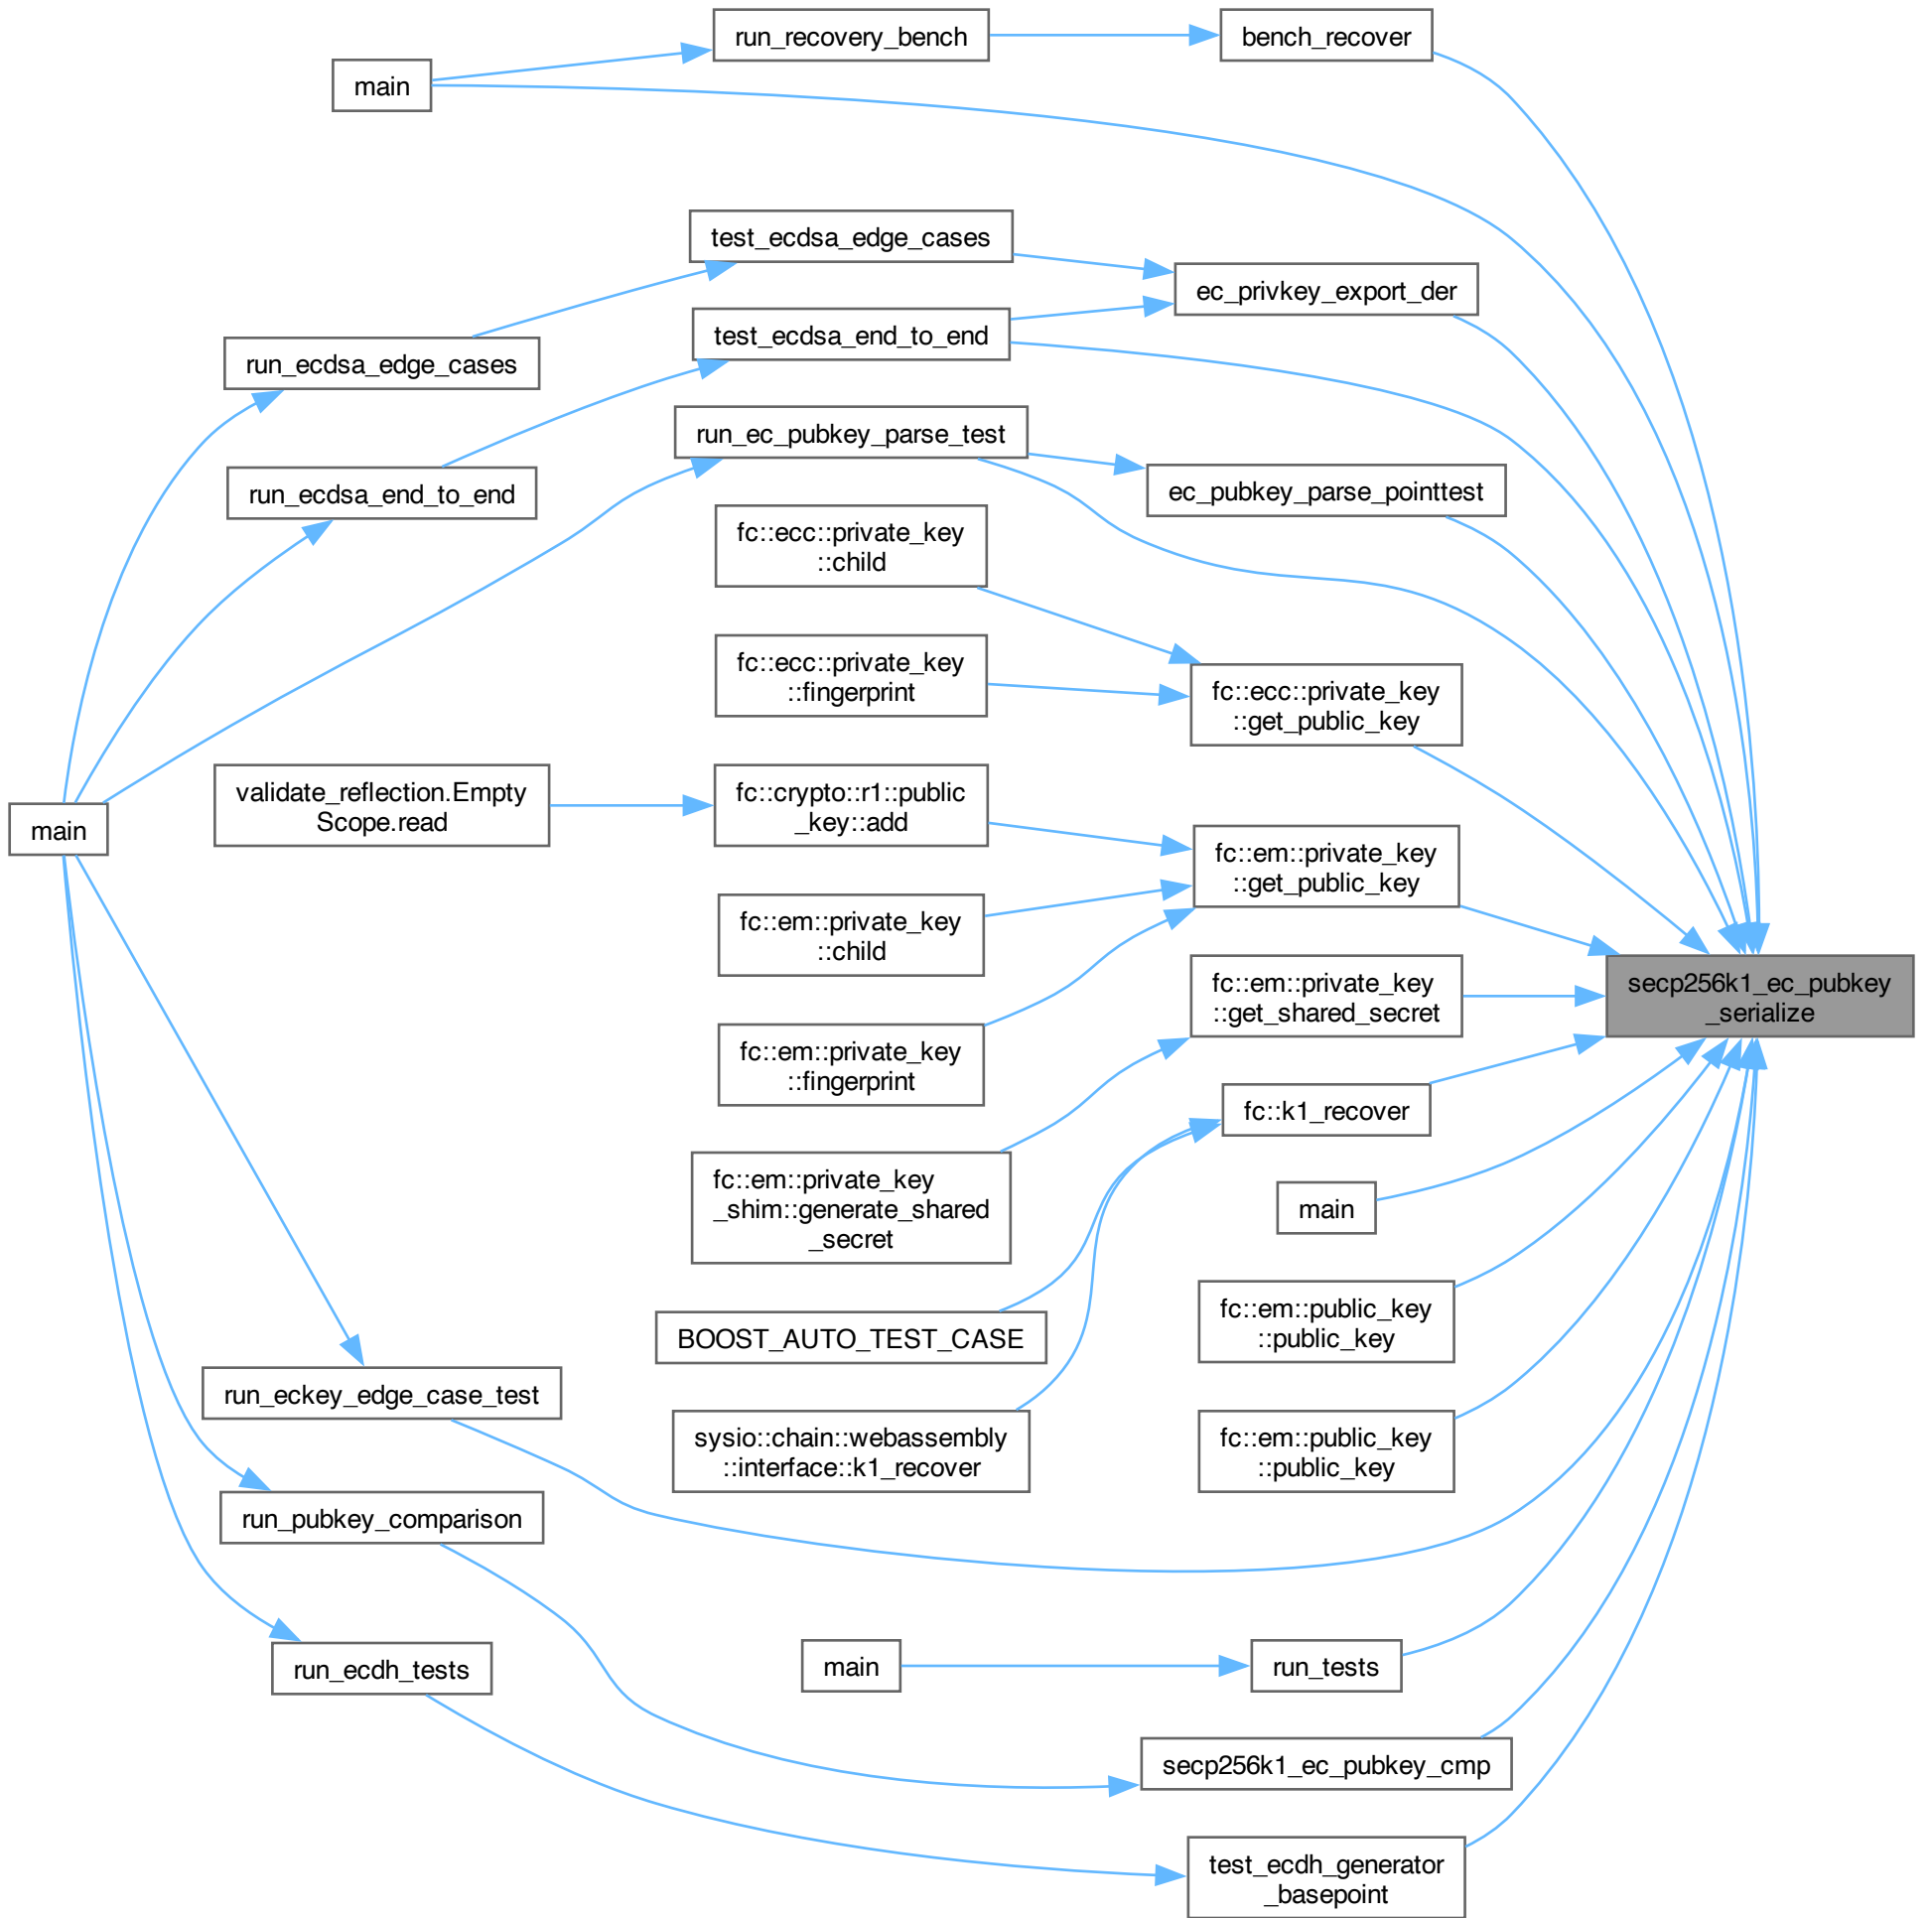 run_recovery_bench
bench_recover
main
test_ecdsa_edge_cases
ec_privkey_export_der
test_ecdsa_end_to_end
run_ecdsa_edge_cases
run_ec_pubkey_parse_test
ec_pubkey_parse_pointtest
run_ecdsa_end_to_end
fc::ecc::private_key
::child
fc::ecc::private_key
::fingerprint
fc::ecc::private_key
::get_public_key
validate_reflection.Empty
Scope.read
fc::crypto::r1::public
_key::add
main
fc::em::private_key
::get_public_key
fc::em::private_key
::child
fc::em::private_key
::get_shared_secret
secp256k1_ec_pubkey
_serialize
fc::em::private_key
::fingerprint
fc::k1_recover
fc::em::private_key
_shim::generate_shared
_secret
main
BOOST_AUTO_TEST_CASE
fc::em::public_key
::public_key
run_eckey_edge_case_test
sysio::chain::webassembly
::interface::k1_recover
fc::em::public_key
::public_key
run_pubkey_comparison
run_ecdh_tests
main
run_tests
secp256k1_ec_pubkey_cmp
test_ecdh_generator
_basepoint